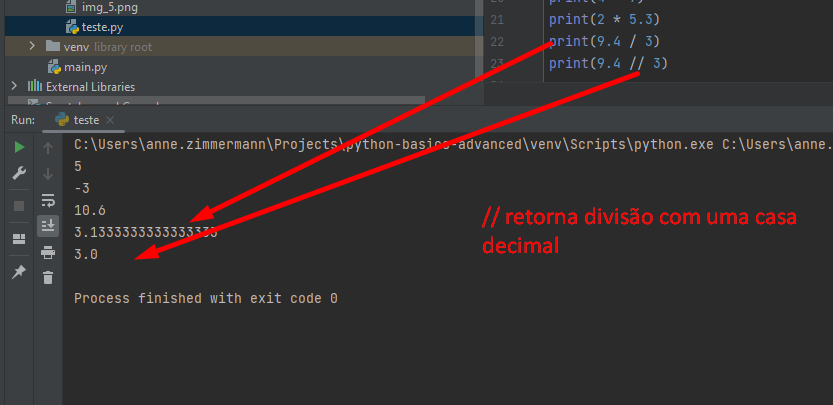 img_5.png
teste.py
venv library root
main.py
External Libraries
20
21
22
23
print(2 * 5.3)
print(9.4 / 3)
print(9.4 // 3)
Run:
teste
C:\Users\anne.zimmermann\Projects\python-basics-advanced\venv\Scripts\python.exe C:\Users\anne.
5
-3
10.6
3.1333333333333333
3.0
// retorna divisão com uma casa
decimal
Process finished with exit code 0